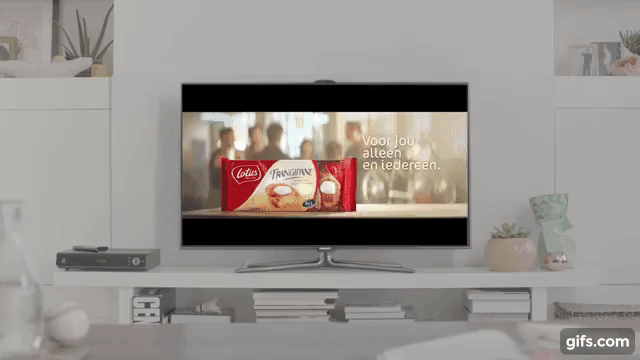 Voor jou
alleen
en iedereen.
Lotus
FRANGIPANE
gifs.com